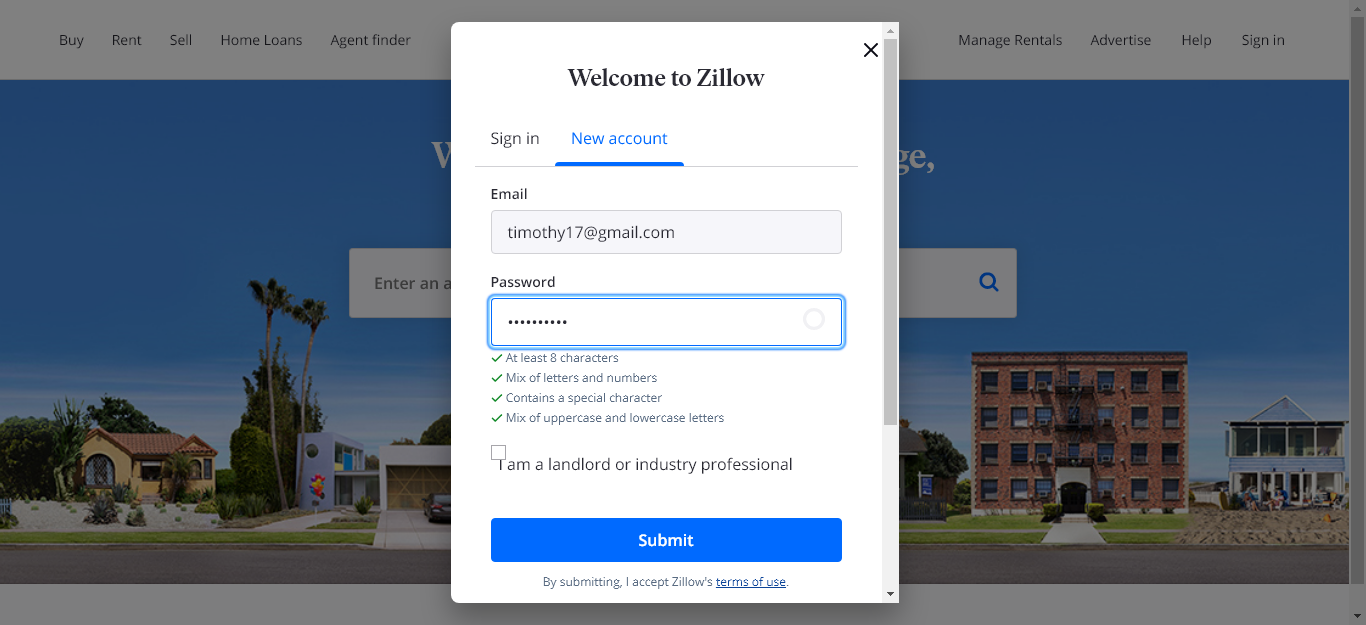 Buy Rent Sell Home Loans Agent finder Manage Rentals Advertise Help Sign in
Welcome to Zillow
Sign in New account
Email
timothy17@gmail.com
Password
••••••••••
At least 8 characters
Mix of letters and numbers
Contains a special character
Mix of uppercase and lowercase letters
I am a landlord or industry professional
Submit
By submitting, I accept Zillow's terms of use.
Enter an a